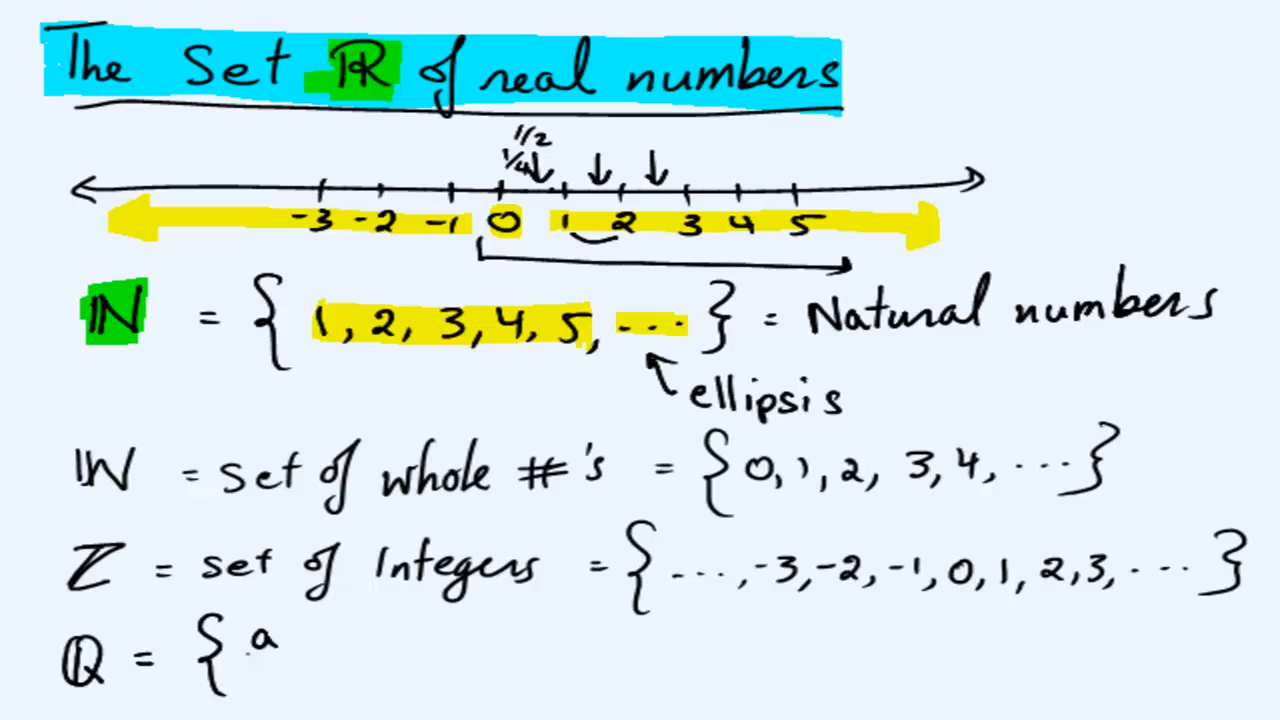 The Set ℝ of real numbers
1/2
1/4
-3 -2 -1 0 1 2 3 4 5
ℕ = { 1, 2, 3, 4, 5, ... } = Natural numbers
ellipsis
𝕎 = set of whole #'s = { 0, 1, 2, 3, 4, ... }
ℤ = set of Integers = { ..., -3, -2, -1, 0, 1, 2, 3, ... }
ℚ = { a